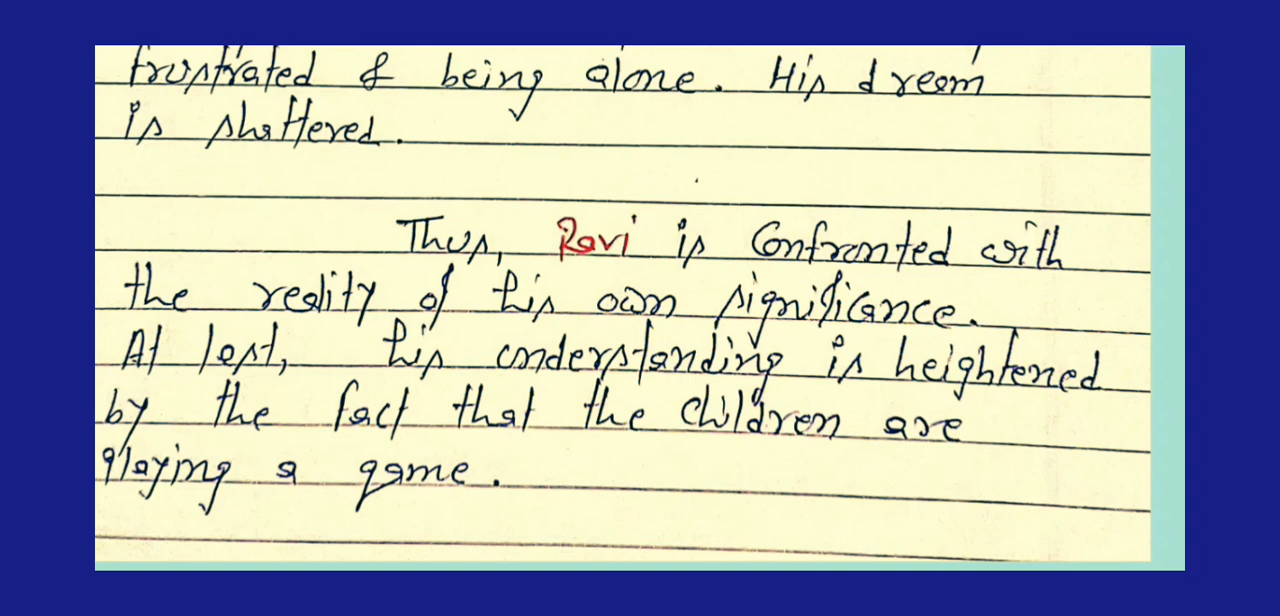 frustrated & being alone. His dream
is shattered.
Thus, Ravi is Confronted with
the reality of his own significance.
At last, his understanding is heightened
by the fact that the children are
playing a game.